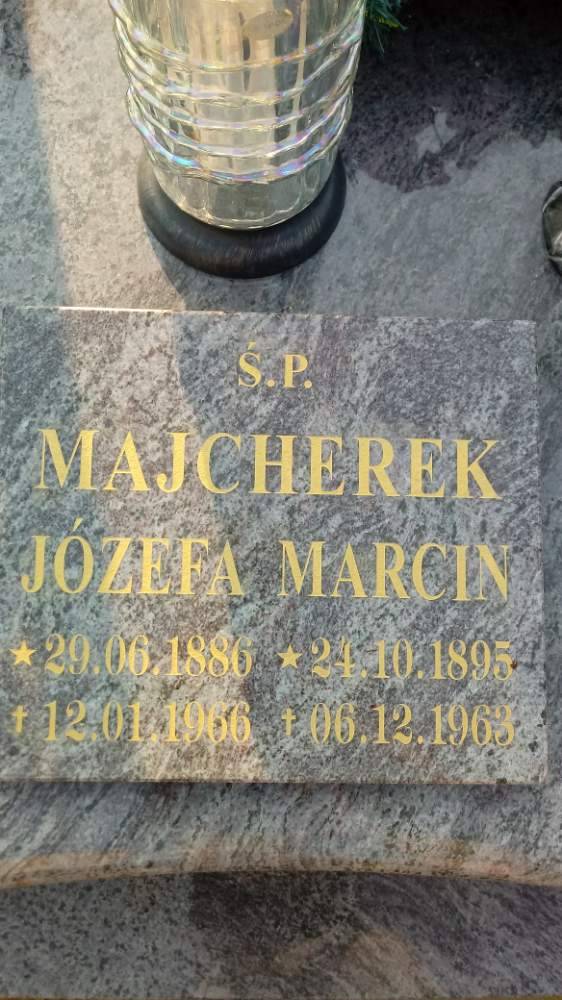 Ś.P.
MAJCHEREK
JÓZEFA MARCIN
★29.06.1886 ★24.10.1895
†12.01.1966 †06.12.1963